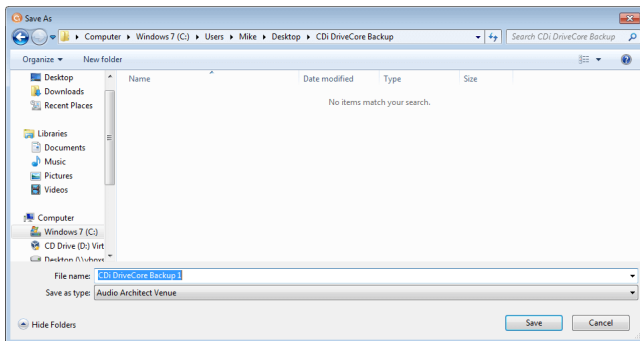 Save As
Computer ▸ Windows 7 (C:) ▸ Users ▸ Mike ▸ Desktop ▸ CDi DriveCore Backup
Search CDi DriveCore Backup
Organize New folder
Name Date modified Type Size
No items match your search.
Desktop
Downloads
Recent Places
Libraries
Documents
Music
Pictures
Videos
Computer
Windows 7 (C:)
CD Drive (D:) Virt
Desktop (\\vboxs
File name: CDi DriveCore Backup 1
Save as type: Audio Architect Venue
Hide Folders Save Cancel